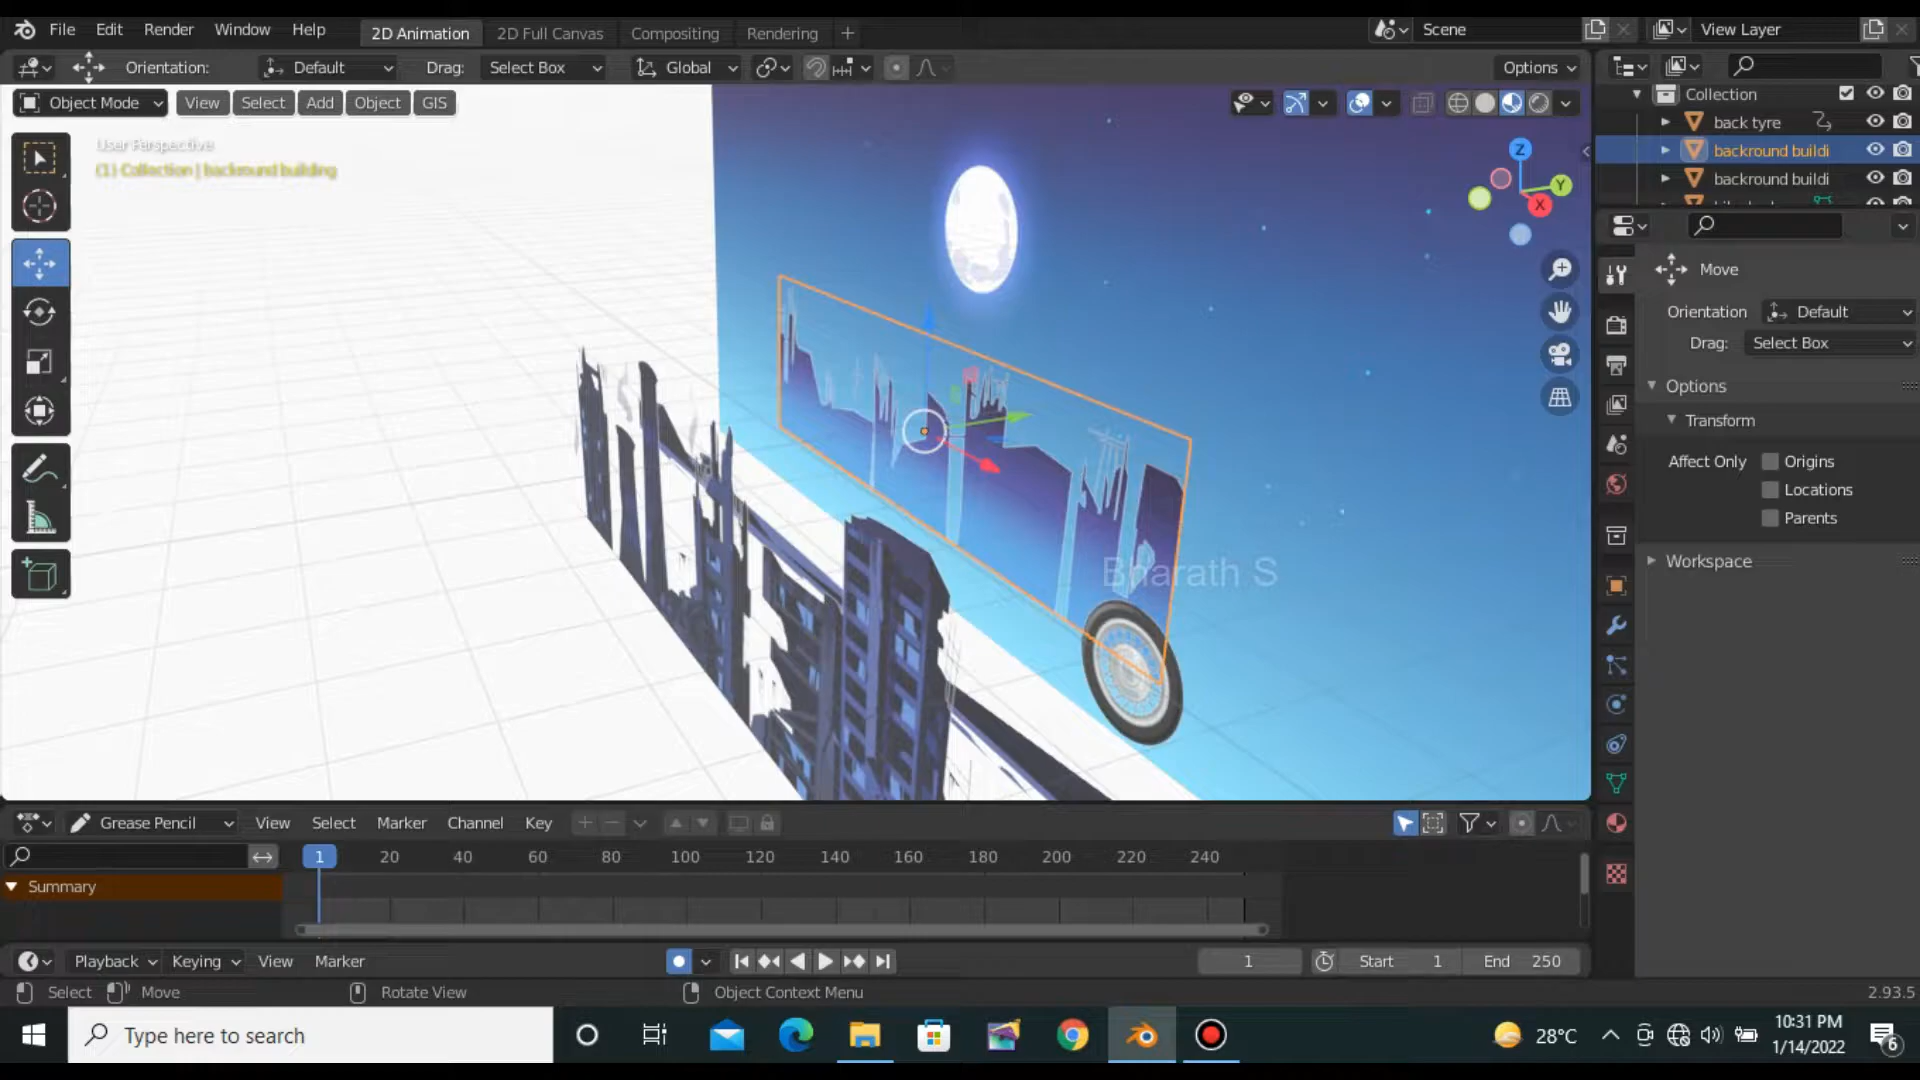 File Edit Render Window Help 2D Animation 2D Full Canvas Compositing Rendering + Scene View Layer
Orientation: Default Drag: Select Box Global Options
Object Mode View Select Add Object GIS
User Perspective
(1) Collection | backround building
Z
Y
X
Bharath S
Collection
back tyre
backround buildi
backround buildi
Move
Orientation Default
Drag: Select Box
Options
Transform
Affect Only Origins
Locations
Parents
Workspace
Grease Pencil View Select Marker Channel Key
1 20 40 60 80 100 120 140 160 180 200 220 240
Summary
Playback Keying View Marker 1 Start 1 End 250
Select Move Rotate View Object Context Menu 2.93.5
Type here to search 28°C 10:31 PM
1/14/2022 6